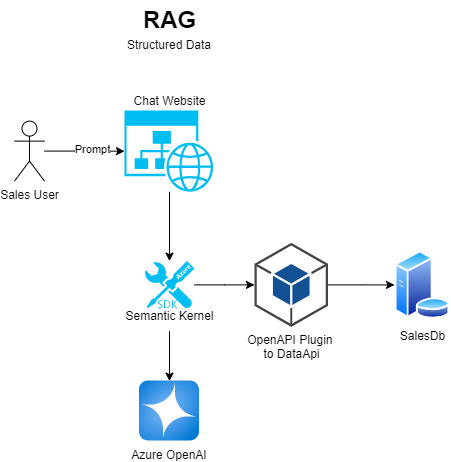 RAG
Structured Data
Chat Website
Prompt
Sales User
Azure
SDK
Semantic Kernel
OpenAPI Plugin
to DataApi
SalesDb
Azure OpenAI